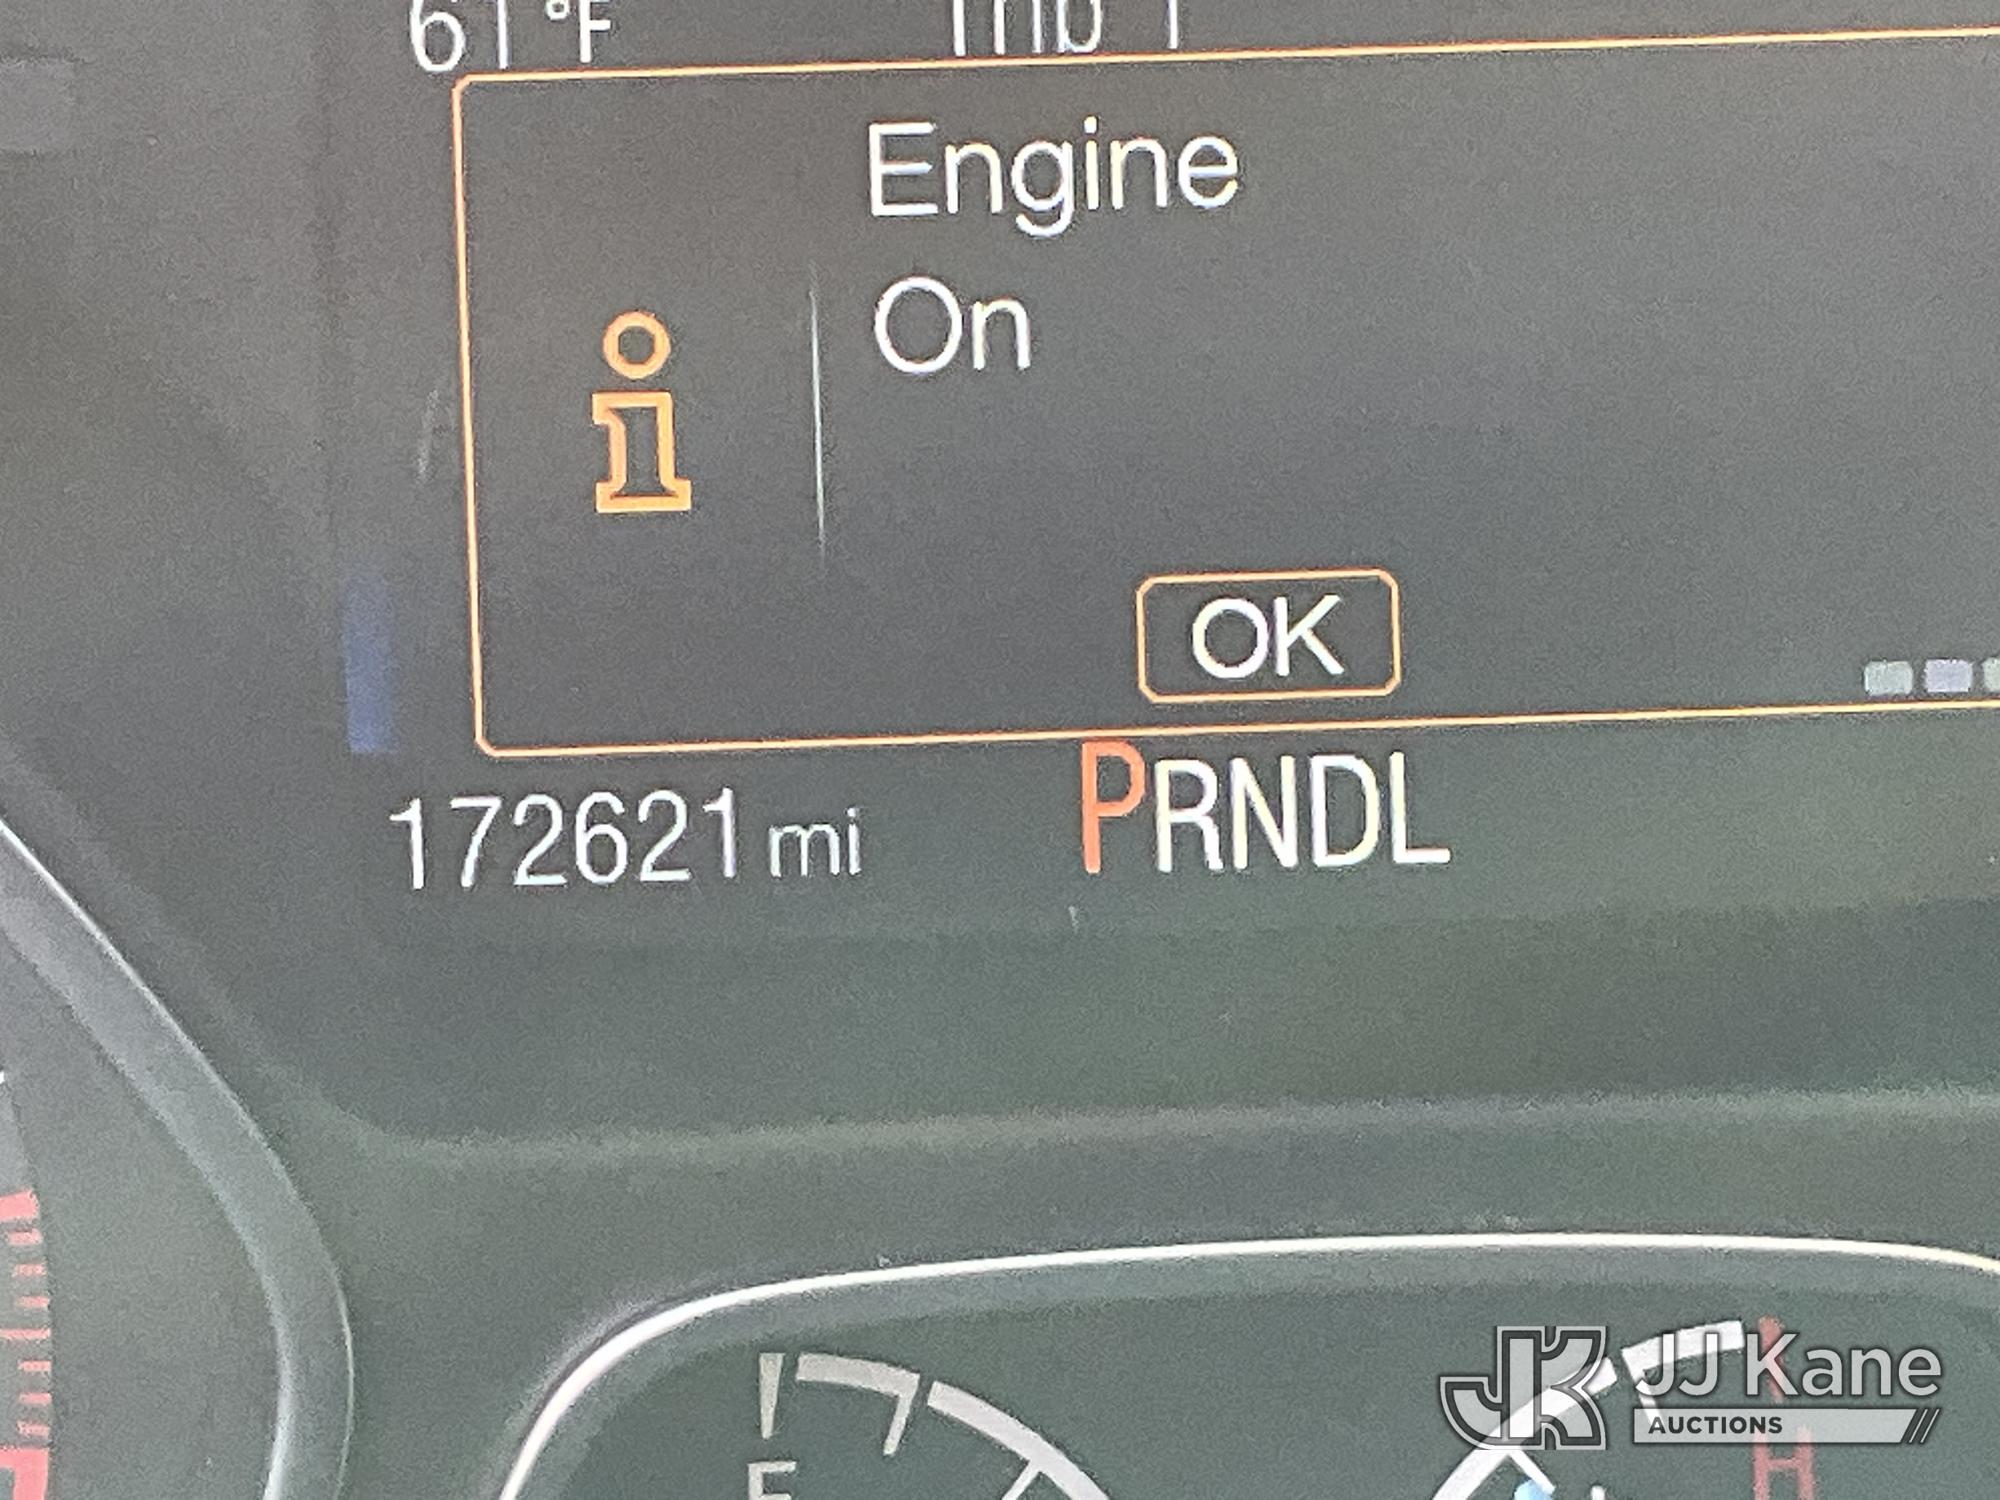 61°F
Engine
On
OK
172621 mi
PRNDL
JJ Kane
AUCTIONS
H